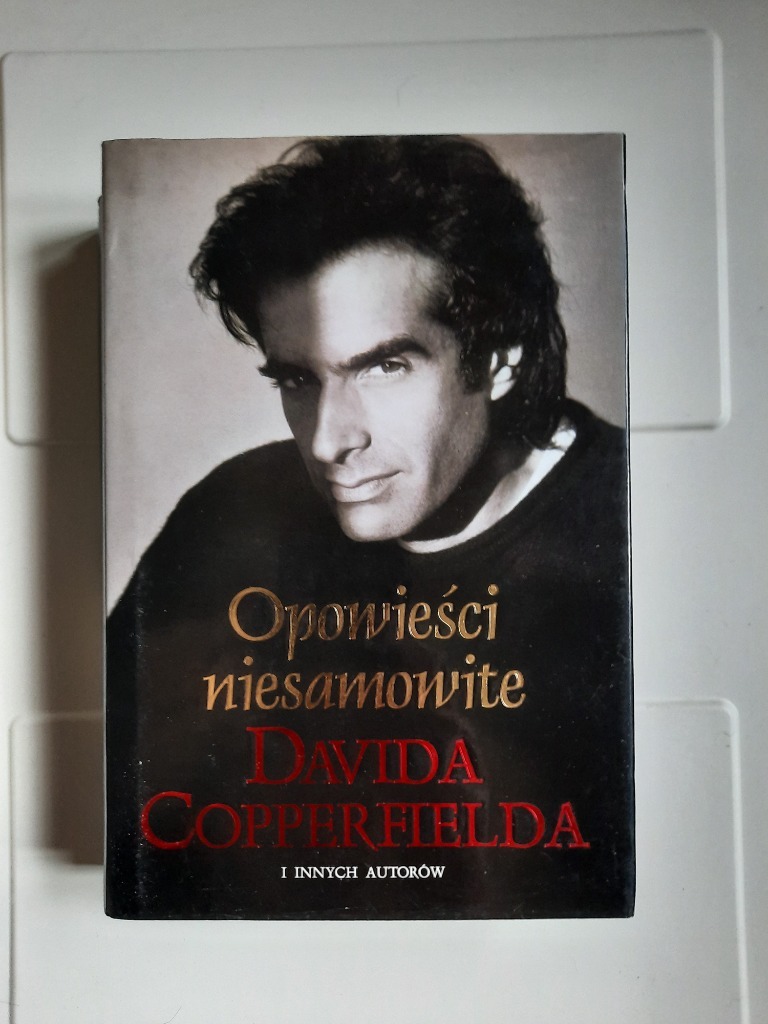 Opowieści
niesamowite
DAVIDA
COPPERFIELDA
I INNYCH AUTORÓW